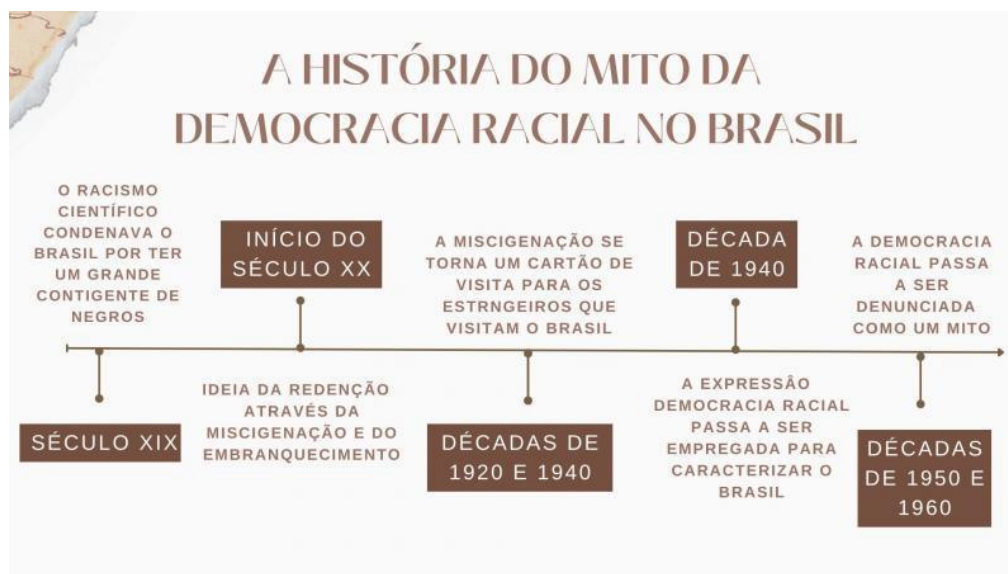 A HISTÓRIA DO MITO DA
DEMOCRACIA RACIAL NO BRASIL
O RACISMO
CIENTÍFICO
CONDENAVA O
BRASIL POR TER
UM GRANDE
CONTIGENTE DE
NEGROS
SÉCULO XIX
INÍCIO DO
SÉCULO XX
IDEIA DA REDENÇÃO
ATRAVÉS DA
MISCIGENAÇÃO E DO
EMBRANQUECIMENTO
A MISCIGENAÇÃO SE
TORNA UM CARTÃO DE
VISITA PARA OS
ESTRNGEIROS QUE
VISITAM O BRASIL
DÉCADAS DE
1920 E 1940
DÉCADA
DE 1940
A EXPRESSÂO
DEMOCRACIA RACIAL
PASSA A SER
EMPREGADA PARA
CARACTERIZAR O
BRASIL
A DEMOCRACIA
RACIAL PASSA
A SER
DENUNCIADA
COMO UM MITO
DÉCADAS
DE 1950 E
1960